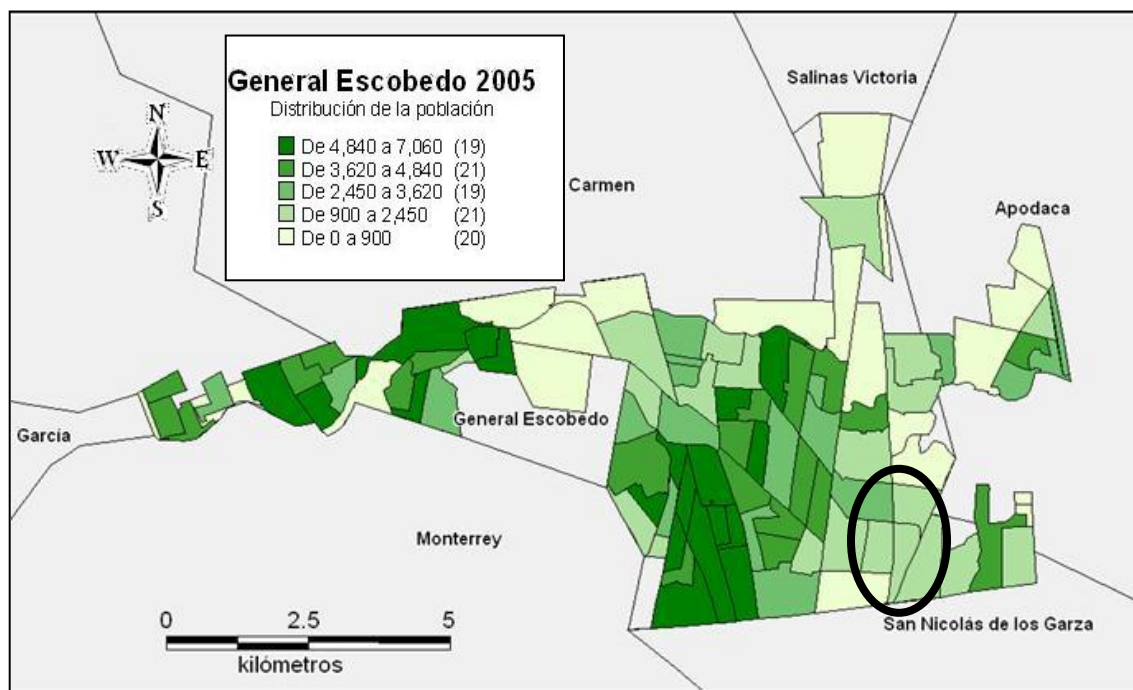 General Escobedo 2005
Distribución de la población
De 4,840 a 7,060 (19)
De 3,620 a 4,840 (21)
De 2,450 a 3,620 (19)
De 900 a 2,450 (21)
De 0 a 900 (20)
N
W E
S
Salinas Victoria
Carmen
Apodaca
General Escobedo
García
Monterrey
San Nicolás de los Garza
0 2.5 5
kilómetros